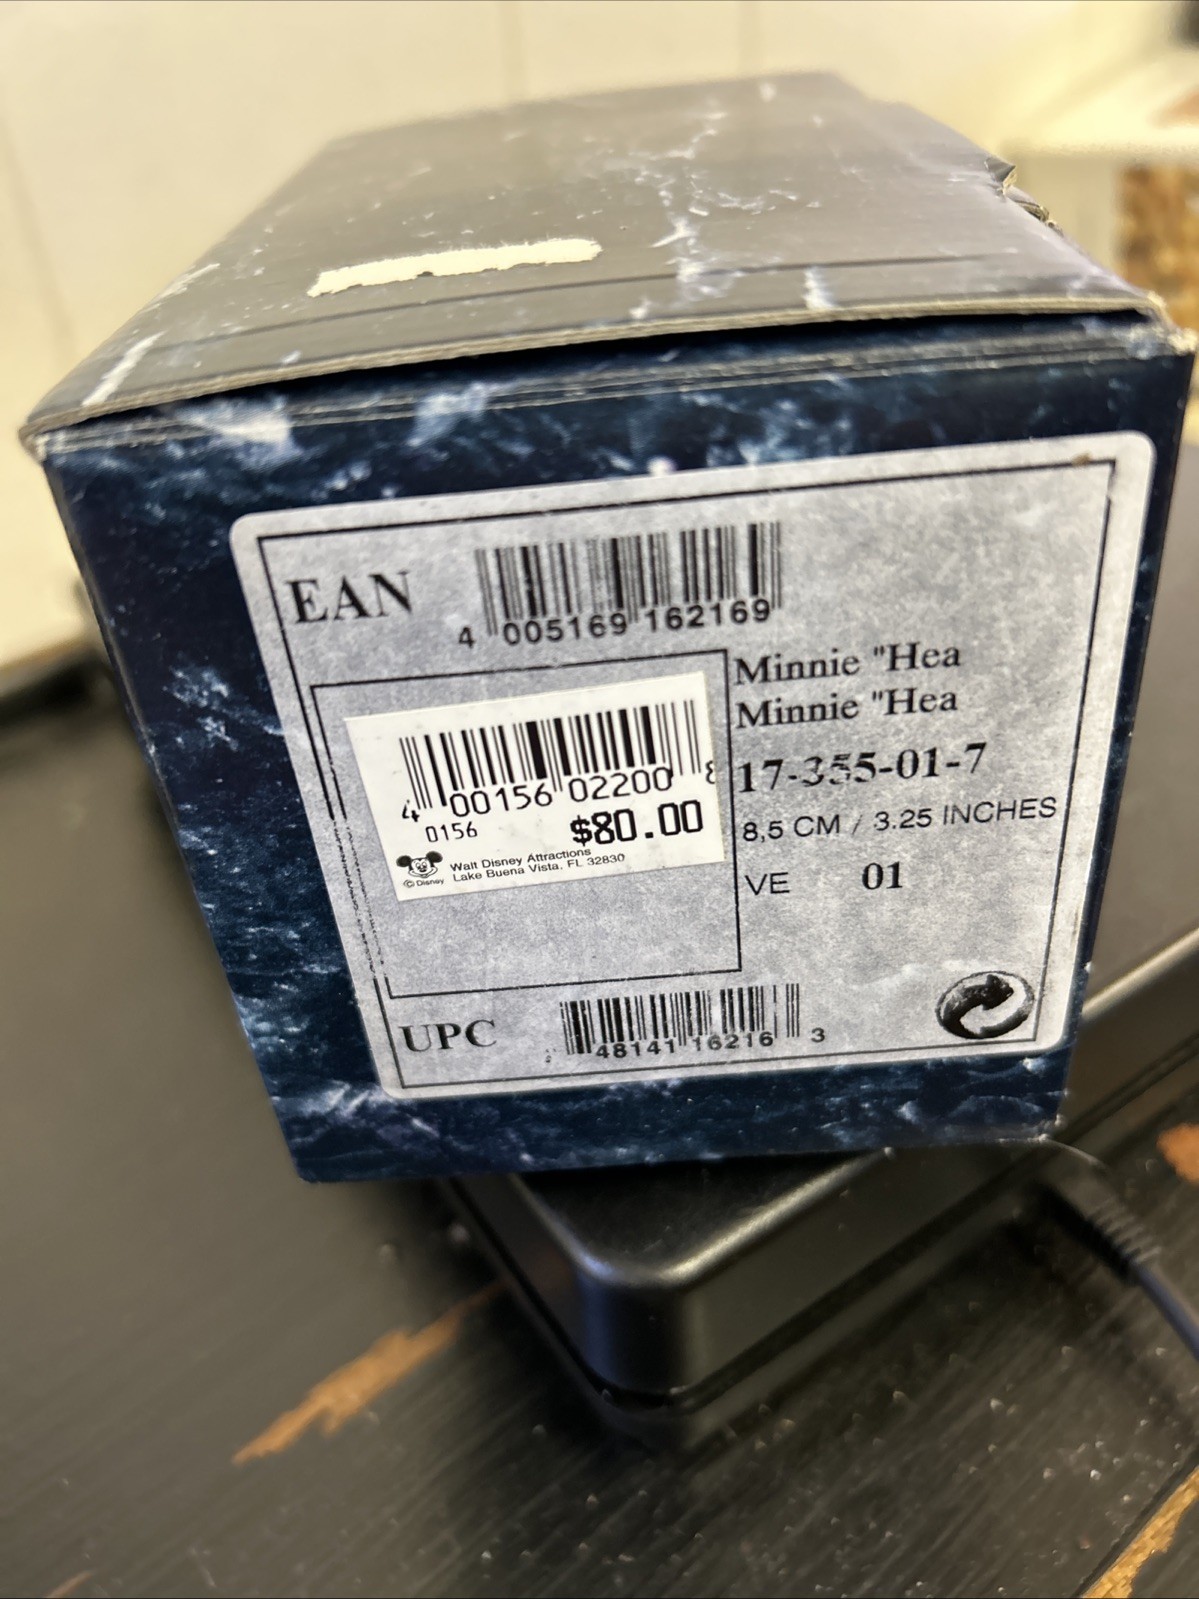 EAN
4 005169 162169
Minnie "Hea
Minnie "Hea
17-355-01-7
8,5 CM / 3.25 INCHES
VE 01
4 00156 02200 8
0156 $80.00
© Disney
Walt Disney Attractions
Lake Buena Vista, FL 32830
UPC
48141 16216 3